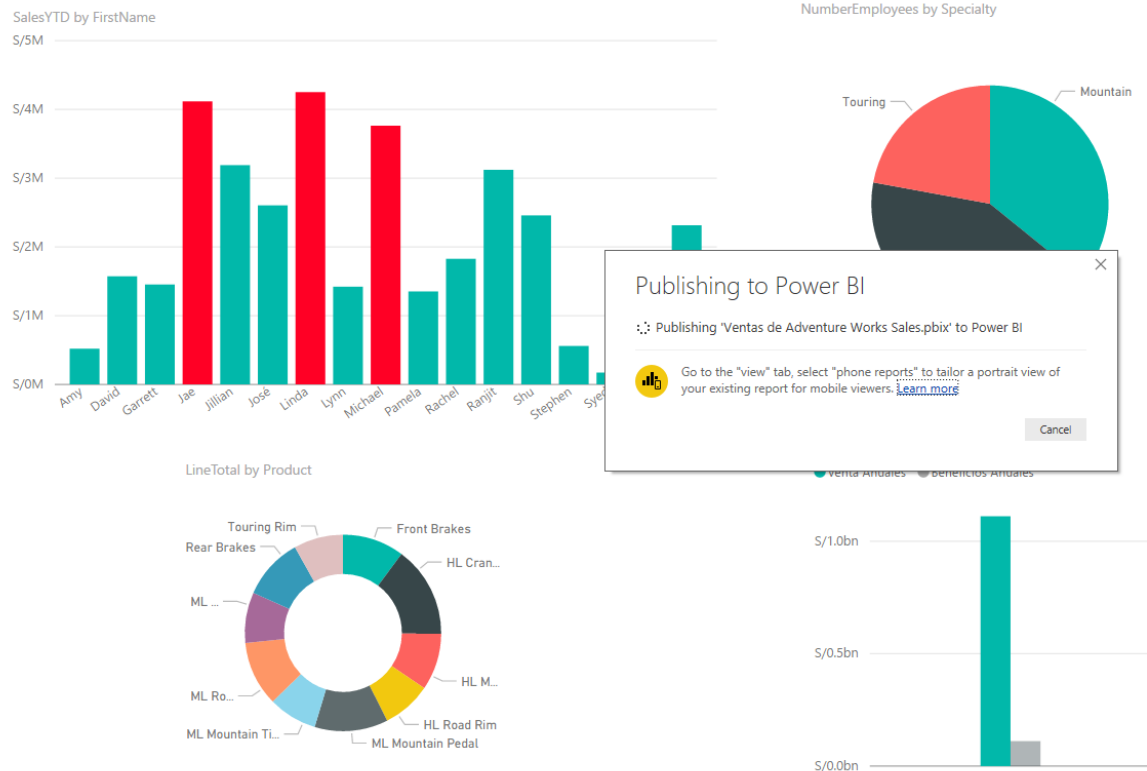 SalesYTD by FirstName
S/5M
S/4M
S/3M
S/2M
S/1M
S/0M
Amy
David
Garrett
Jae
Jillian
José
Linda
Lynn
Michael
Pamela
Rachel
Ranjit
Shu
Stephen
NumberEmployees by Specialty
Touring
Mountain
Publishing to Power BI
Publishing 'Ventas de Adventure Works Sales.pbix' to Power BI
Go to the "view" tab, select "phone reports" to tailor a portrait view of
your existing report for mobile viewers. Learn more
Cancel
LineTotal by Product
Touring Rim
Front Brakes
Rear Brakes
HL Cran...
ML ...
HL M...
ML Ro...
HL Road Rim
ML Mountain Ti...
ML Mountain Pedal
Venta Anuales Beneficios Anuales
S/1.0bn
S/0.5bn
S/0.0bn